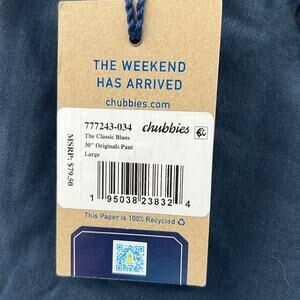 THE WEEKEND
HAS ARRIVED
chubbies.com
777243-034
chubbies
The Classic Blues
30" Originals Pant
Large
MSRP: $79.50
1 95038 23832 4
This Paper is 100% Recycled